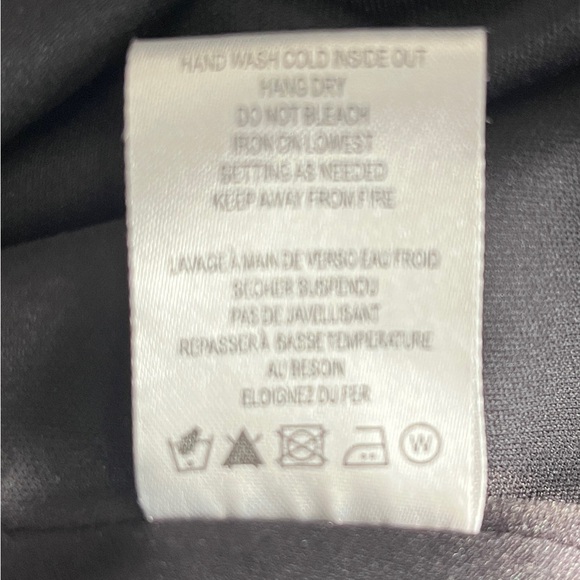 HAND WASH COLD INSIDE OUT
HANG DRY
DO NOT BLEACH
IRON ON LOWEST
SETTING AS NEEDED
KEEP AWAY FROM FIRE
LAVAGE À MAIN DE VERSO EAU FROID
SECHER SUSPENDU
PAS DE JAVELLISANT
REPASSER À BASSE TEMPERATURE
AU BESOIN
ELOIGNEZ DU FER
W